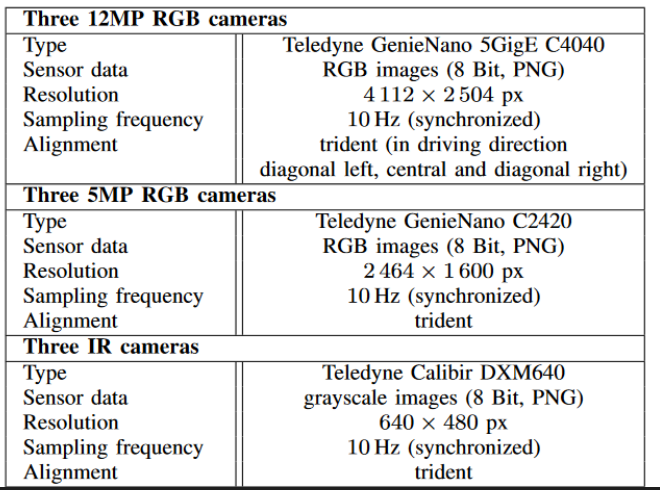 Three 12MP RGB cameras
Type Teledyne GenieNano 5GigE C4040
Sensor data RGB images (8 Bit, PNG)
Resolution 4 112 × 2 504 px
Sampling frequency 10 Hz (synchronized)
Alignment trident (in driving direction
diagonal left, central and diagonal right)
Three 5MP RGB cameras
Type Teledyne GenieNano C2420
Sensor data RGB images (8 Bit, PNG)
Resolution 2 464 × 1 600 px
Sampling frequency 10 Hz (synchronized)
Alignment trident
Three IR cameras
Type Teledyne Calibir DXM640
Sensor data grayscale images (8 Bit, PNG)
Resolution 640 × 480 px
Sampling frequency 10 Hz (synchronized)
Alignment trident